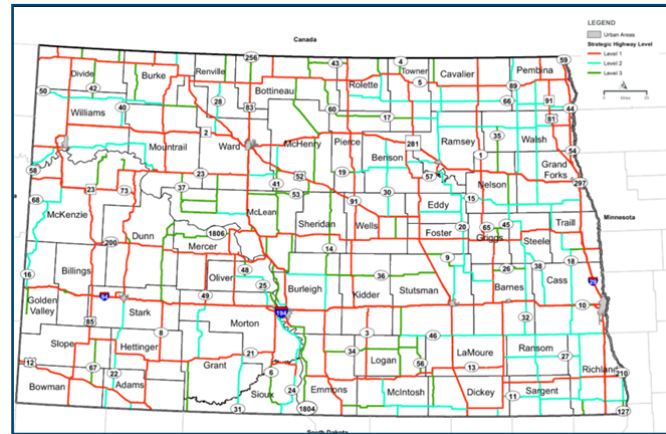 LEGEND
Urban Areas
Strategic Highway Level
Level 1
Level 2
Level 3
Miles
Canada
256
43
4
59
Divide
Burke
Renville
Bottineau
Rolette
Towner
5
Cavalier
Pembina
50
42
28
83
60
17
89
66
91
44
Williams
40
2
Ward
McHenry
Pierce
281
Ramsey
35
81
Walsh
Mountrail
Benson
1
54
Grand
Forks
58
23
73
37
23
41
52
53
19
30
57
Nelson
297
68
McKenzie
Dunn
McLean
Sheridan
91
Wells
Eddy
15
Minnesota
1806
Mercer
200
14
Foster
20
65
45
Griggs
Steele
Traill
16
Billings
Oliver
48
25
Burleigh
36
Kidder
Stutsman
9
26
Barnes
38
18
Cass
Golden
Valley
94
Stark
49
Morton
194
10
85
8
3
32
Slope
Hettinger
21
34
Logan
46
56
LaMoure
13
Ransom
27
12
67
22
Grant
6
Richland
210
Bowman
Adams
31
Sioux
24
Emmons
McIntosh
Dickey
11
Sargent
1804
127
South Dakota